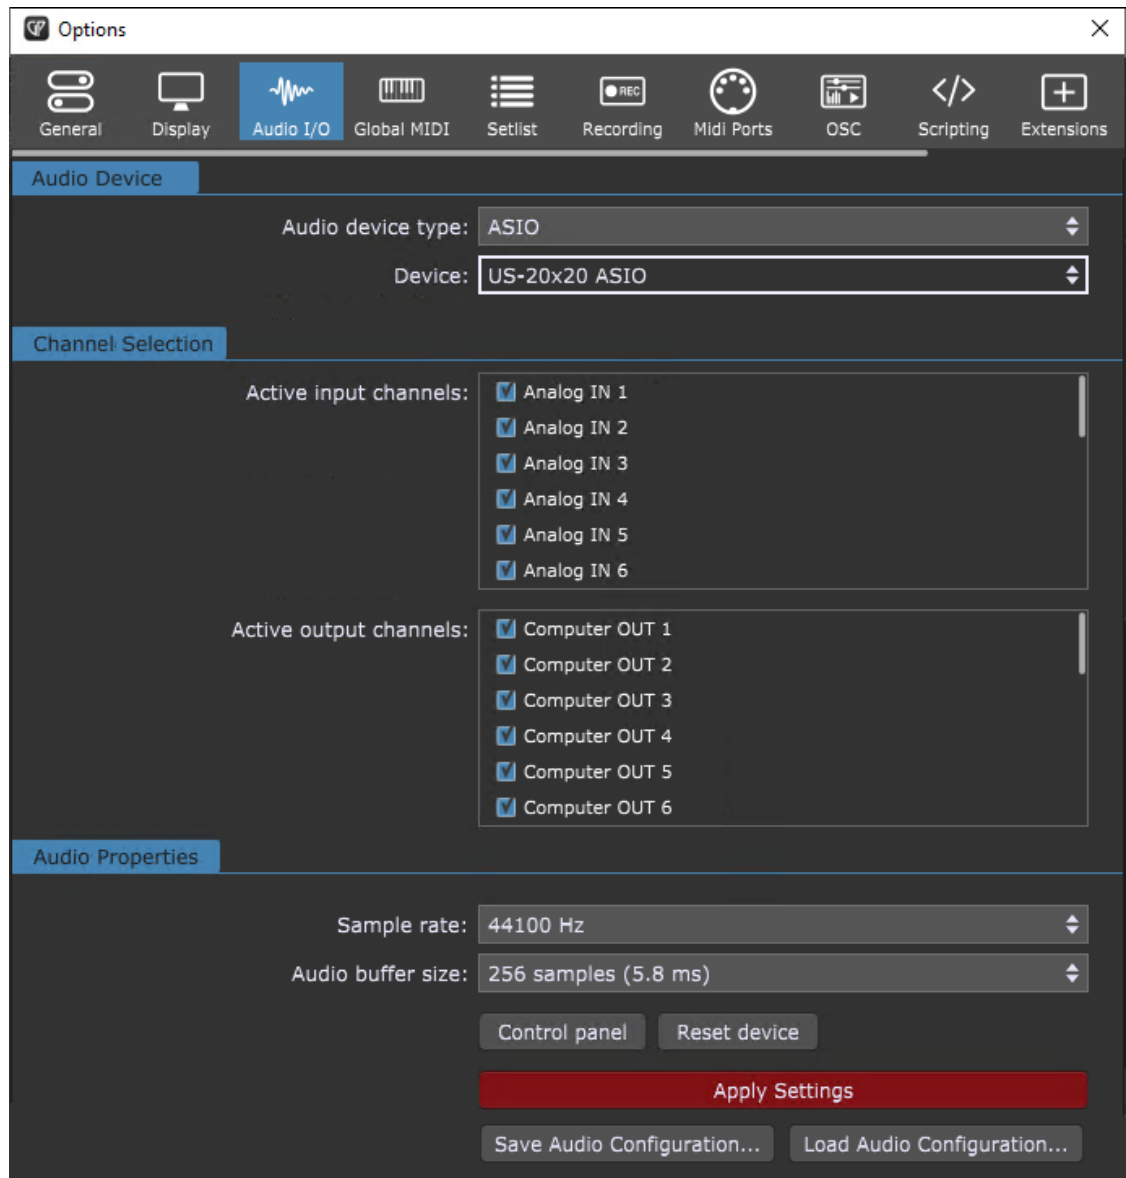 Options
General Display Audio I/O Global MIDI Setlist REC Recording Midi Ports OSC </> Scripting Extensions
Audio Device
Audio device type: ASIO
Device: US-20x20 ASIO
Channel Selection
Active input channels: Analog IN 1
Analog IN 2
Analog IN 3
Analog IN 4
Analog IN 5
Analog IN 6
Active output channels: Computer OUT 1
Computer OUT 2
Computer OUT 3
Computer OUT 4
Computer OUT 5
Computer OUT 6
Audio Properties
Sample rate: 44100 Hz
Audio buffer size: 256 samples (5.8 ms)
Control panel Reset device
Apply Settings
Save Audio Configuration... Load Audio Configuration...